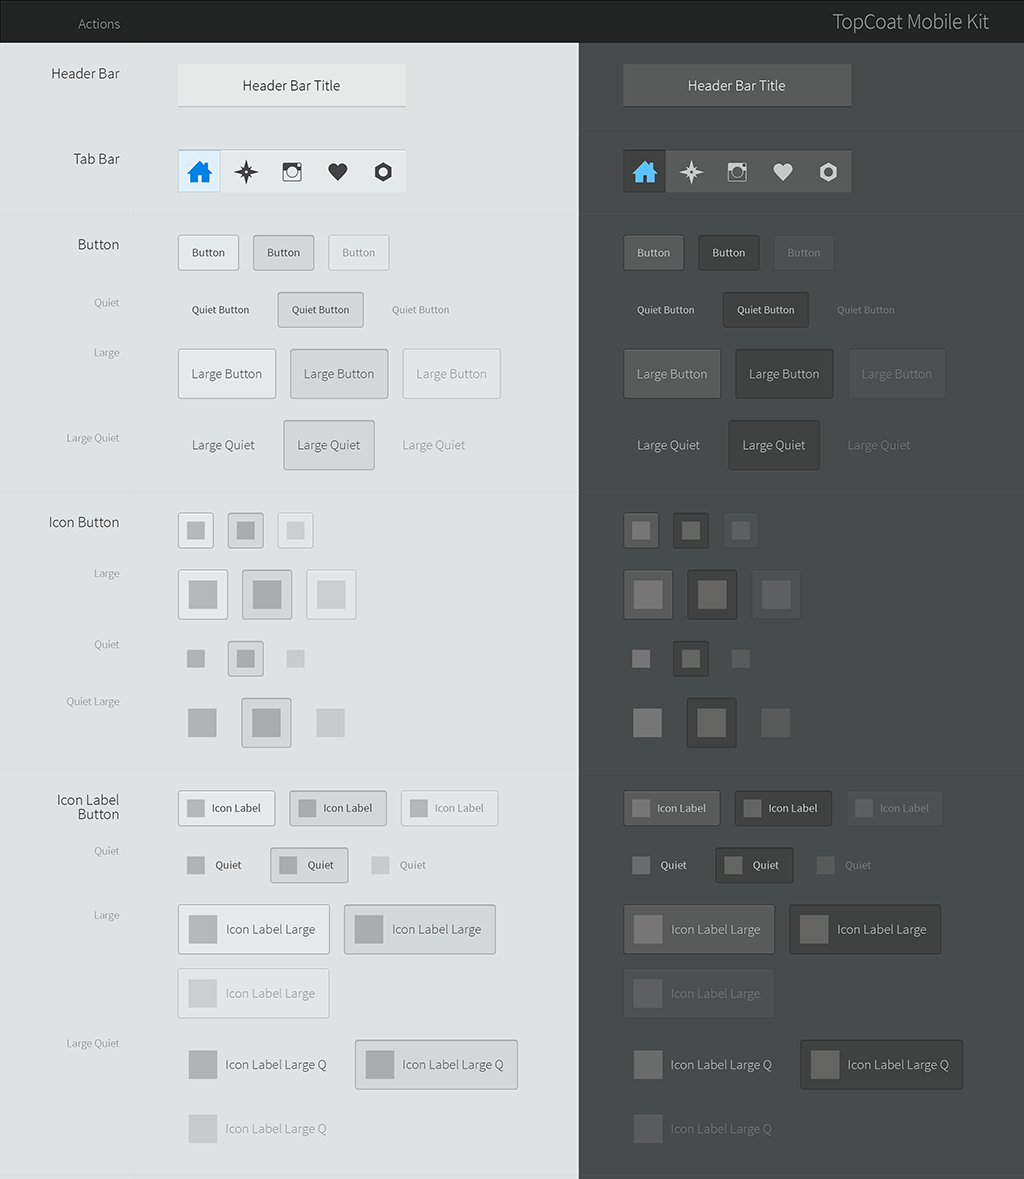 Actions
TopCoat Mobile Kit
Header Bar
Header Bar Title
Header Bar Title
Tab Bar
Button
Button
Button
Button
Button
Button
Button
Quiet
Quiet Button
Quiet Button
Quiet Button
Quiet Button
Quiet Button
Quiet Button
Large
Large Button
Large Button
Large Button
Large Button
Large Button
Large Button
Large Quiet
Large Quiet
Large Quiet
Large Quiet
Large Quiet
Large Quiet
Large Quiet
Icon Button
Large
Quiet
Quiet Large
Icon Label
Button
Icon Label
Icon Label
Icon Label
Icon Label
Icon Label
Icon Label
Quiet
Quiet
Quiet
Quiet
Quiet
Quiet
Quiet
Large
Icon Label Large
Icon Label Large
Icon Label Large
Icon Label Large
Icon Label Large
Icon Label Large
Large Quiet
Icon Label Large Q
Icon Label Large Q
Icon Label Large Q
Icon Label Large Q
Icon Label Large Q
Icon Label Large Q